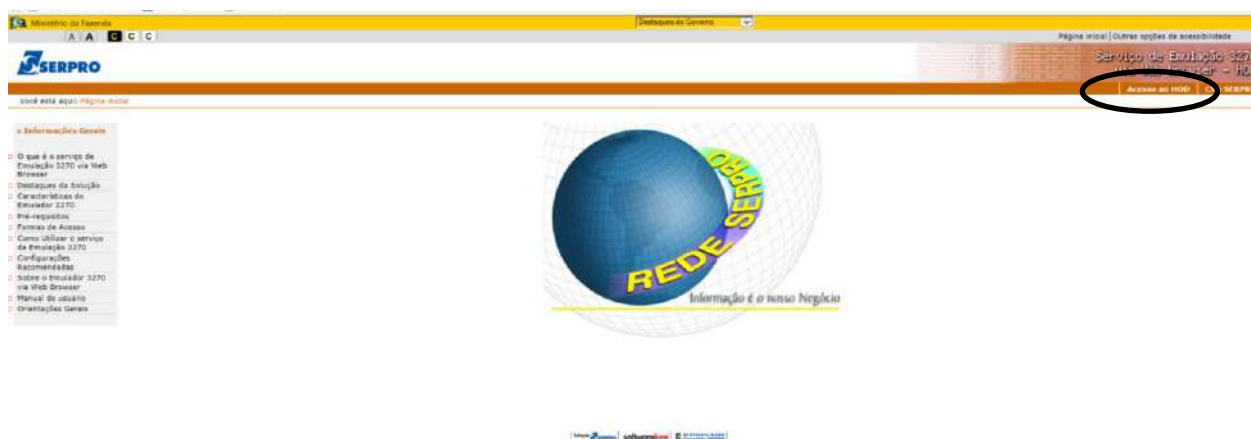 Ministério da Fazenda
Destaques do Governo
A A C C C
Página inicial | Outras opções de acessibilidade
SERPRO
Serviço de Emulação 327
Acesso ao HOD
Você está aqui: Página inicial
« Informações Gerais
O que é o serviço de
Emulação 3270 via Web
Browser
Destaques da Solução
Características do
Emulador 3270
Pré-requisitos
Formas de Acesso
Como Utilizar o serviço
de Emulação 3270
Configurações
Recomendadas
Sobre o Emulador 3270
via Web Browser
Manual do usuário
Orientações Gerais
REDE SERPRO
Informação é o nosso Negócio
SERPRO